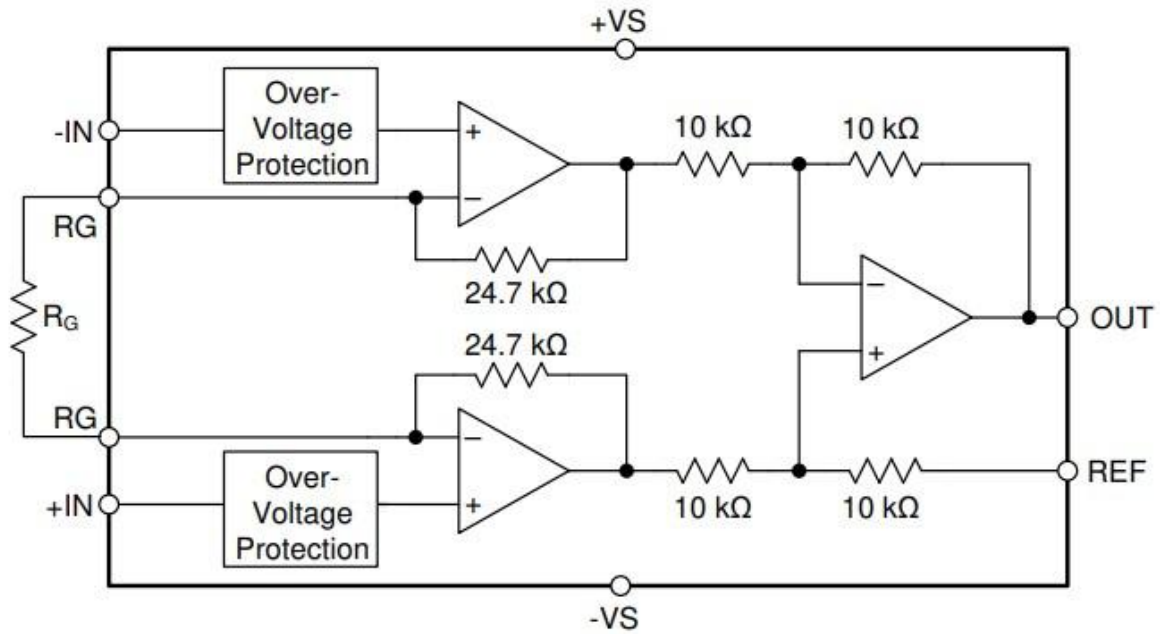 +VS
Over-
Voltage
Protection
-IN
+
−
RG
10 kΩ
10 kΩ
24.7 kΩ
RG
−
+
OUT
24.7 kΩ
RG
−
+
+IN
Over-
Voltage
Protection
10 kΩ
10 kΩ
REF
-VS